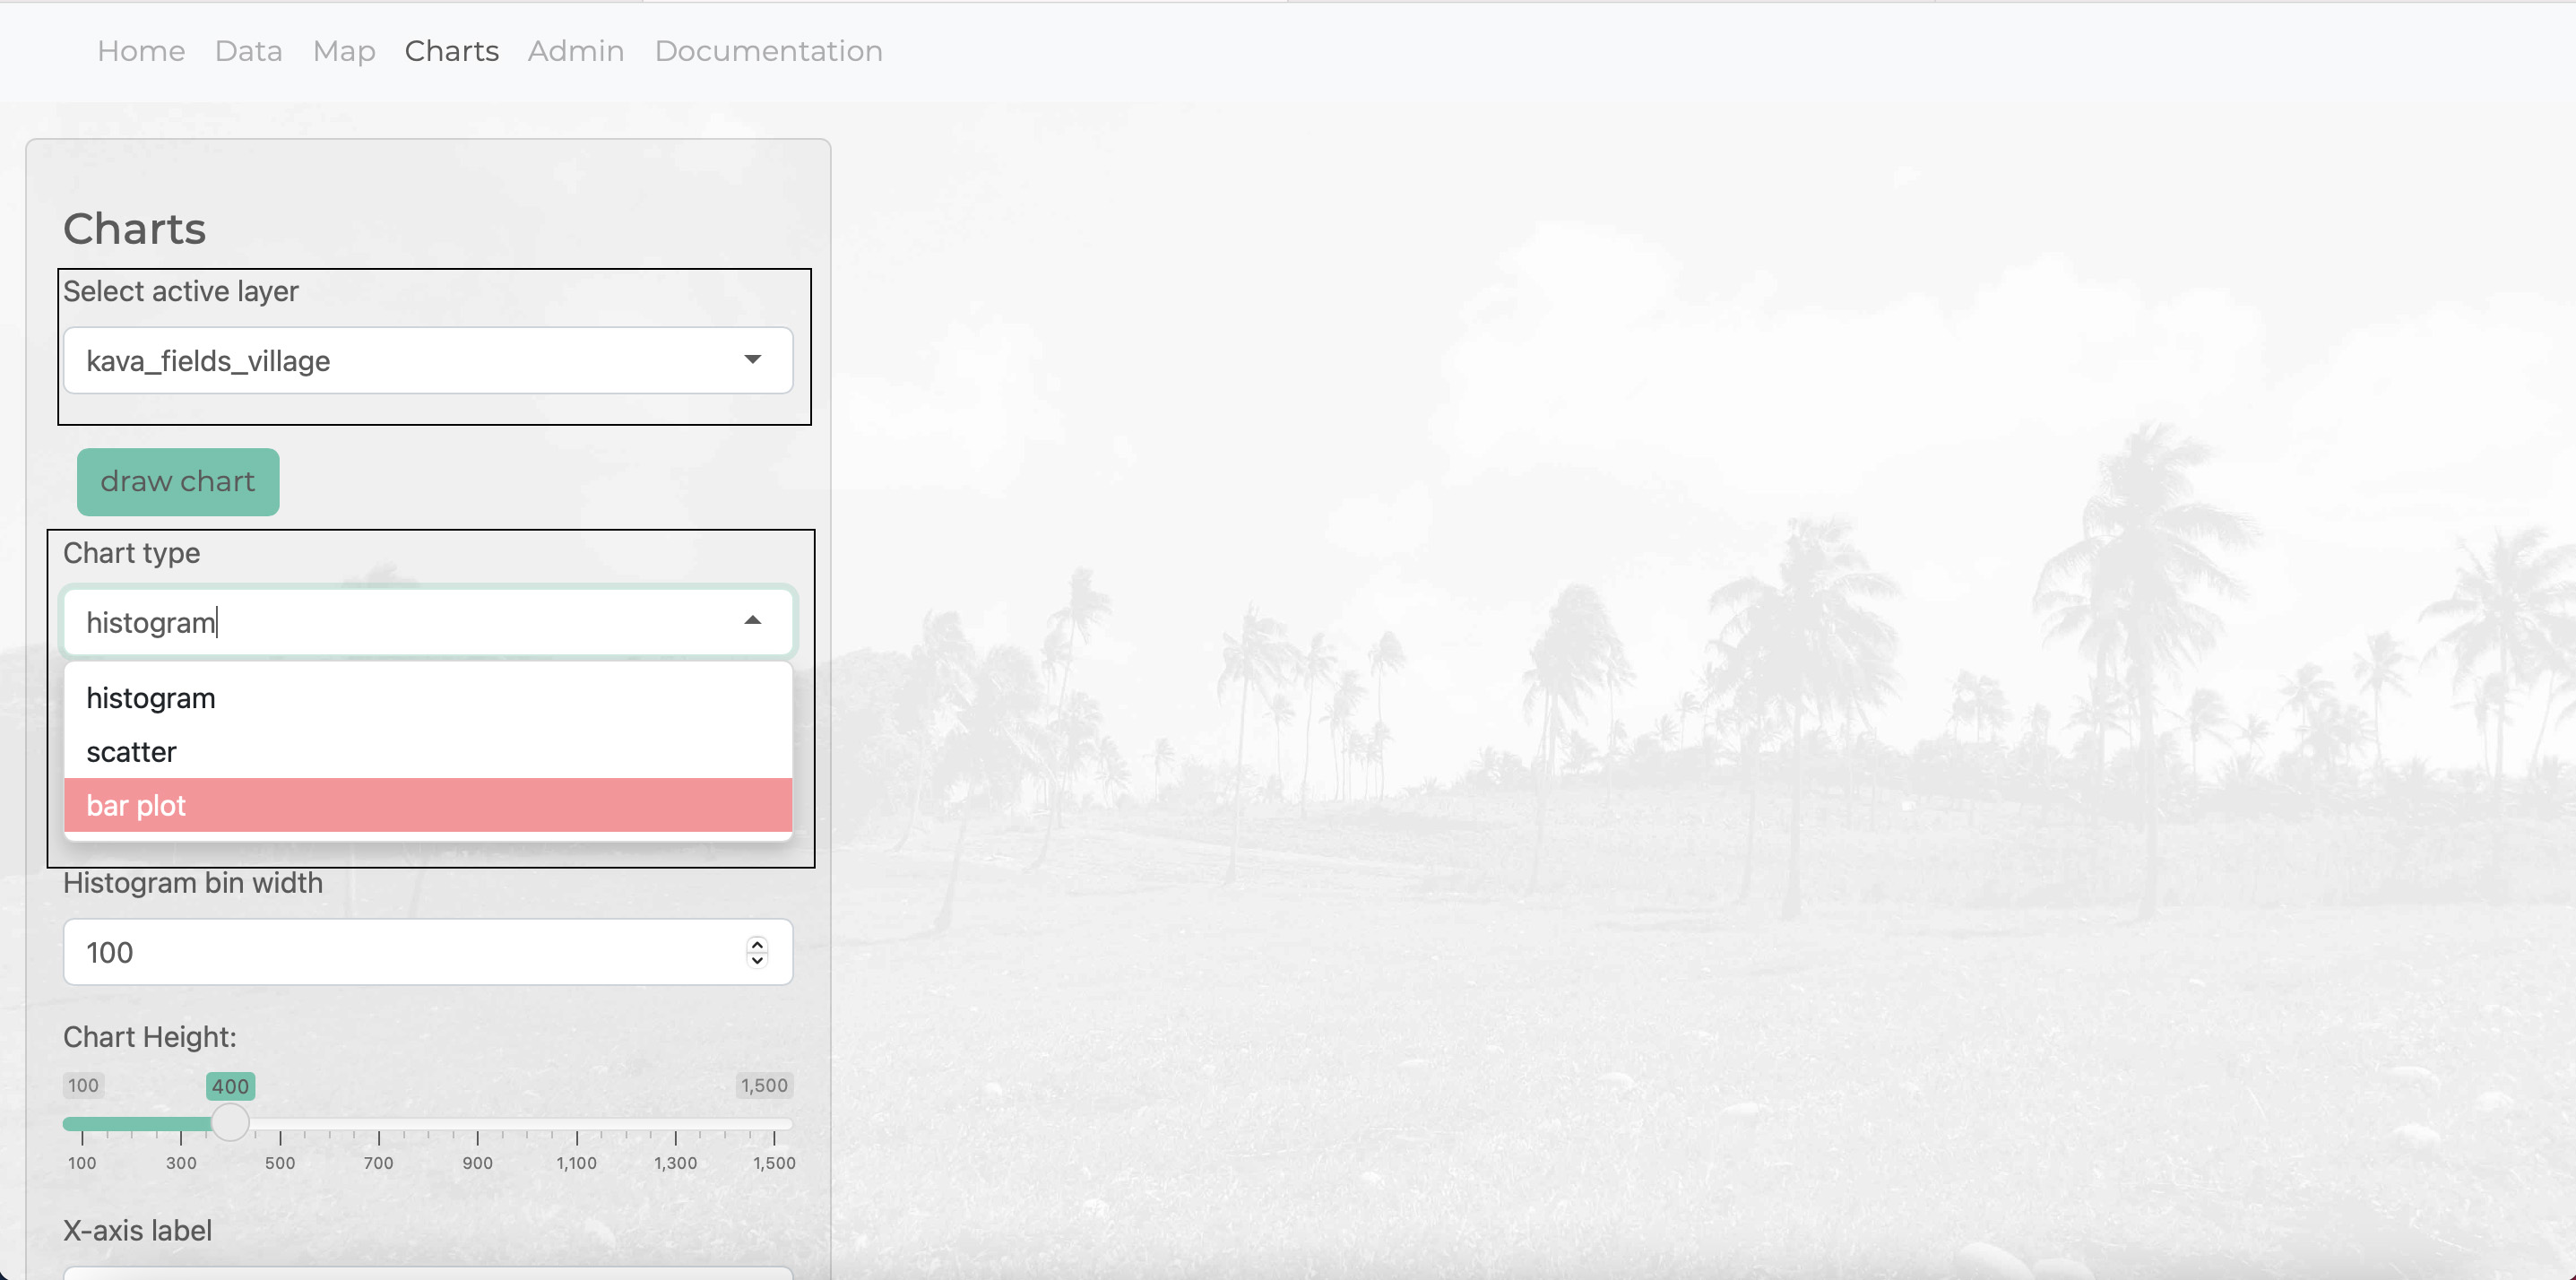 Home Data Map Charts Admin Documentation
Charts
Select active layer
kava_fields_village
draw chart
Chart type
histogram
histogram
scatter
bar plot
Histogram bin width
100
Chart Height:
100 400 1,500
100 300 500 700 900 1,100 1,300 1,500
X-axis label